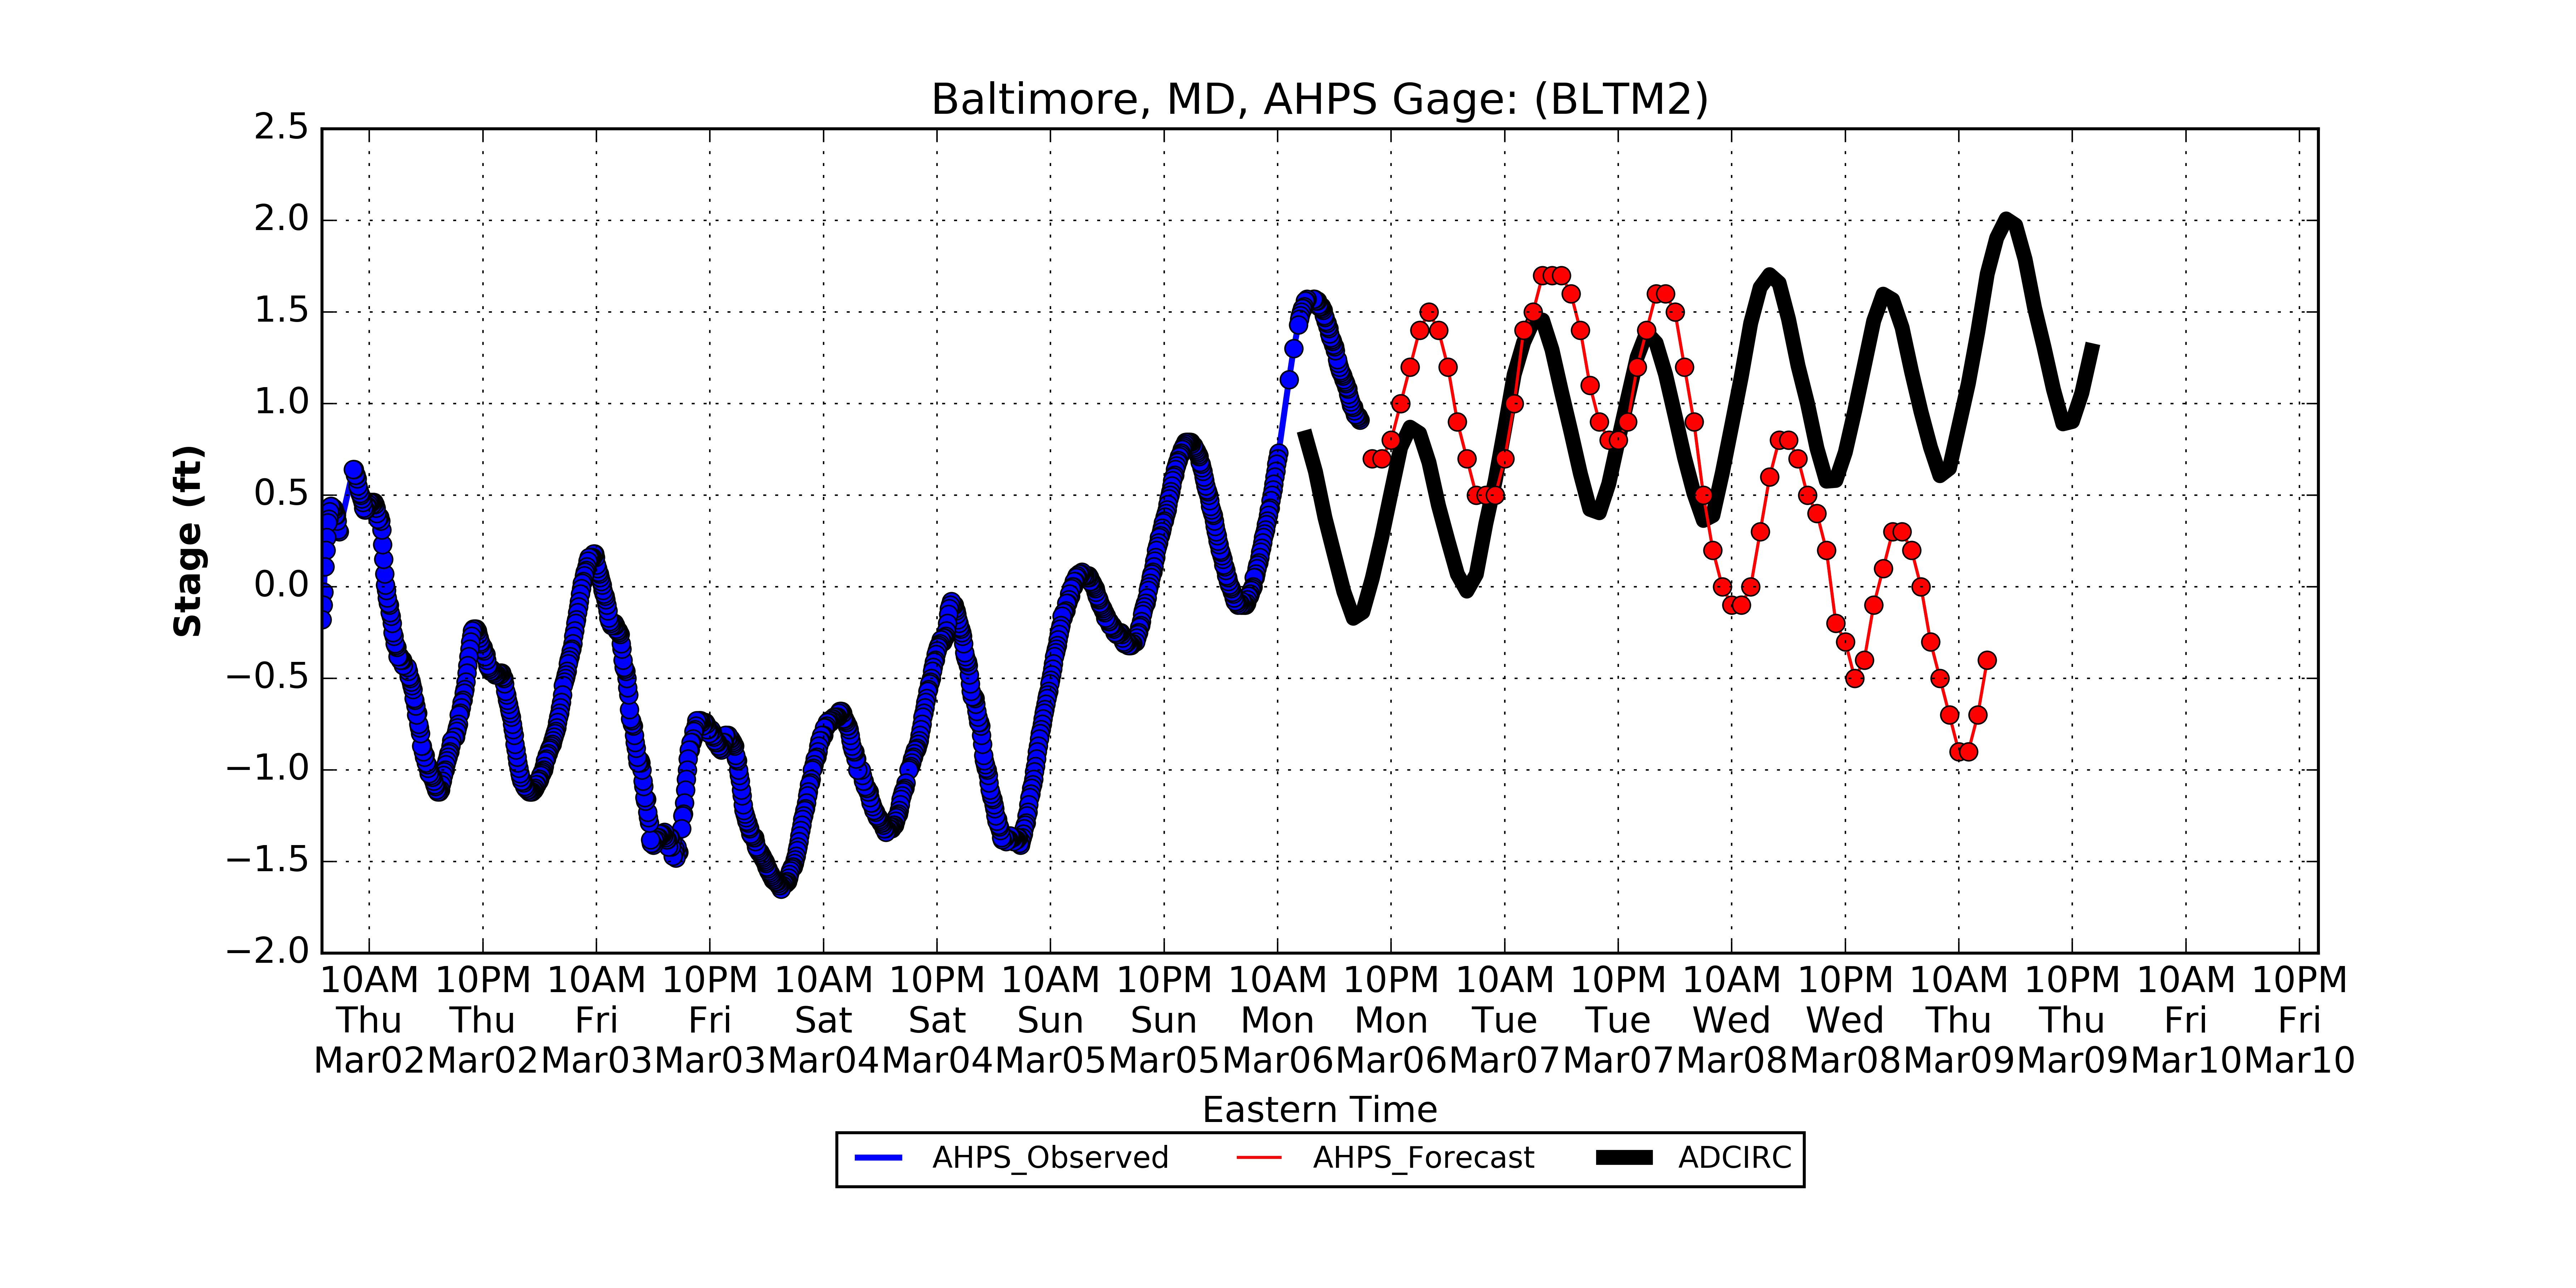 Baltimore, MD, AHPS Gage: (BLTM2)
2.5
2.0
1.5
1.0
0.5
0.0
−0.5
−1.0
−1.5
−2.0
Stage (ft)
10AM 10PM 10AM 10PM 10AM 10PM 10AM 10PM 10AM 10PM 10AM 10PM 10AM 10PM 10AM 10PM 10AM 10PM
Thu Thu Fri Fri Sat Sat Sun Sun Mon Mon Tue Tue Wed Wed Thu Thu Fri Fri
Mar02 Mar02 Mar03 Mar03 Mar04 Mar04 Mar05 Mar05 Mar06 Mar06 Mar07 Mar07 Mar08 Mar08 Mar09 Mar09 Mar10 Mar10
Eastern Time
AHPS_Observed AHPS_Forecast ADCIRC